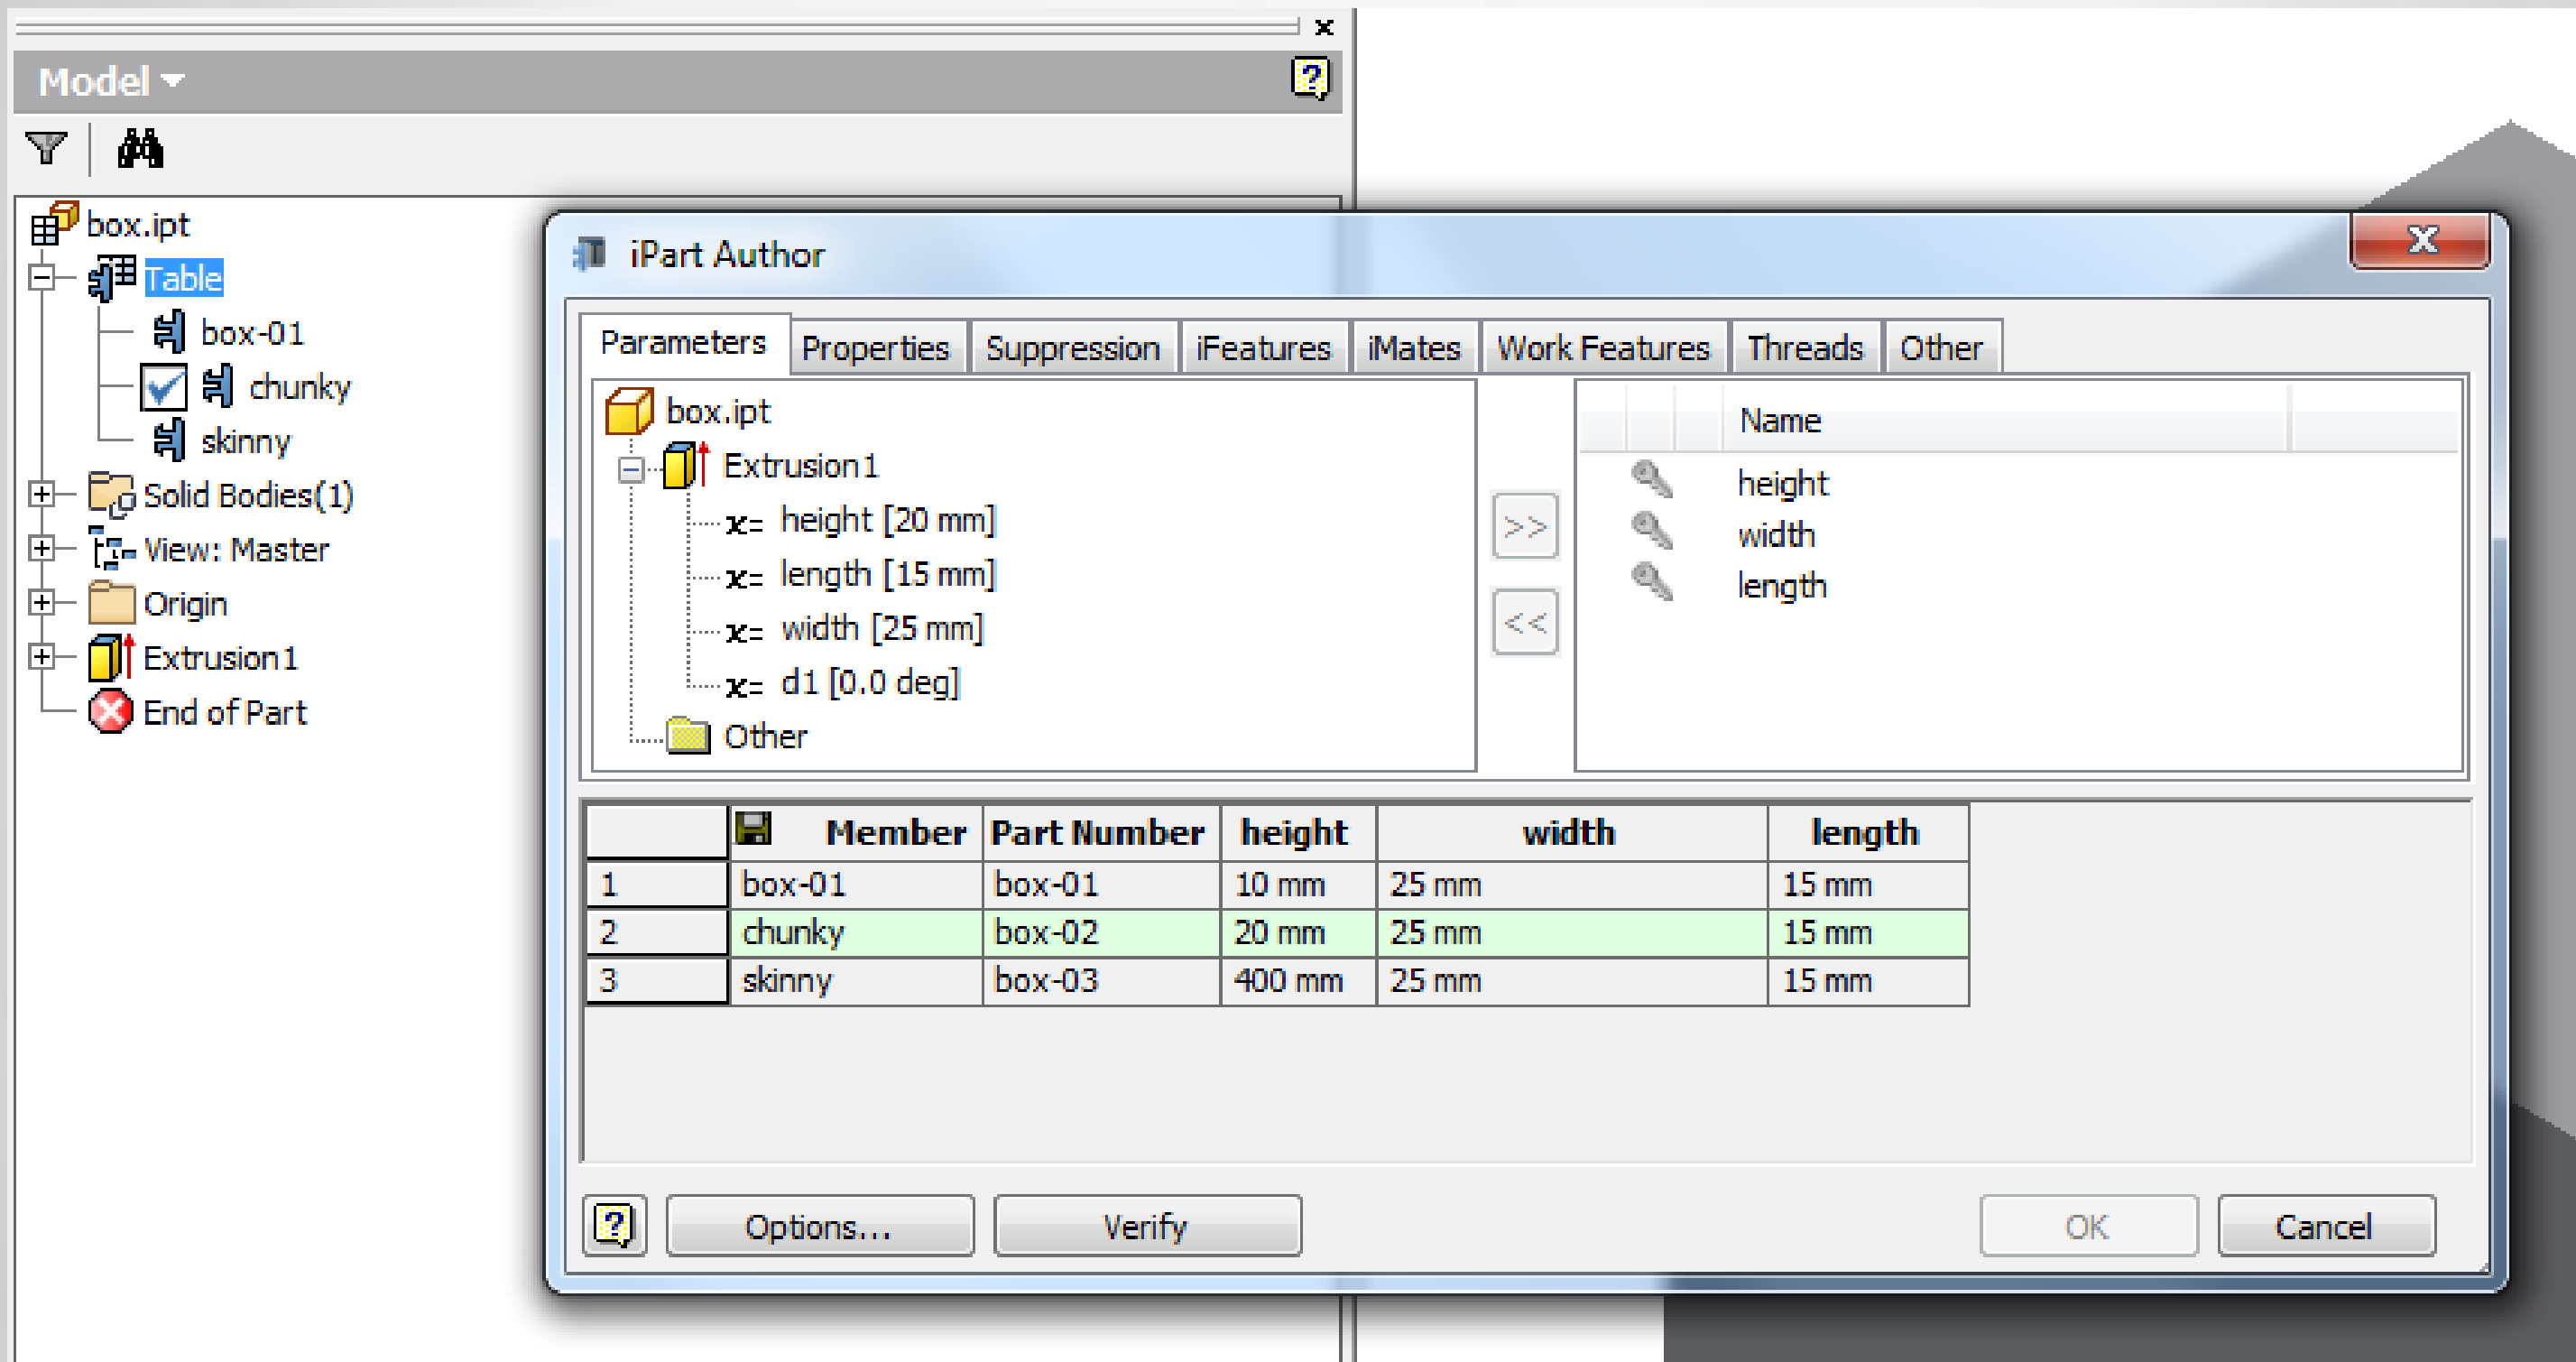 Model
box.ipt
Table
box-01
chunky
skinny
Solid Bodies(1)
View: Master
Origin
Extrusion1
End of Part
iPart Author
Parameters Properties Suppression iFeatures iMates Work Features Threads Other
box.ipt
Extrusion1
x= height [20 mm]
x= length [15 mm]
x= width [25 mm]
x= d1 [0.0 deg]
Other
>>
<<
Name
height
width
length
Member Part Number height width length
1 box-01 box-01 10 mm 25 mm 15 mm
2 chunky box-02 20 mm 25 mm 15 mm
3 skinny box-03 400 mm 25 mm 15 mm
Options... Verify OK Cancel